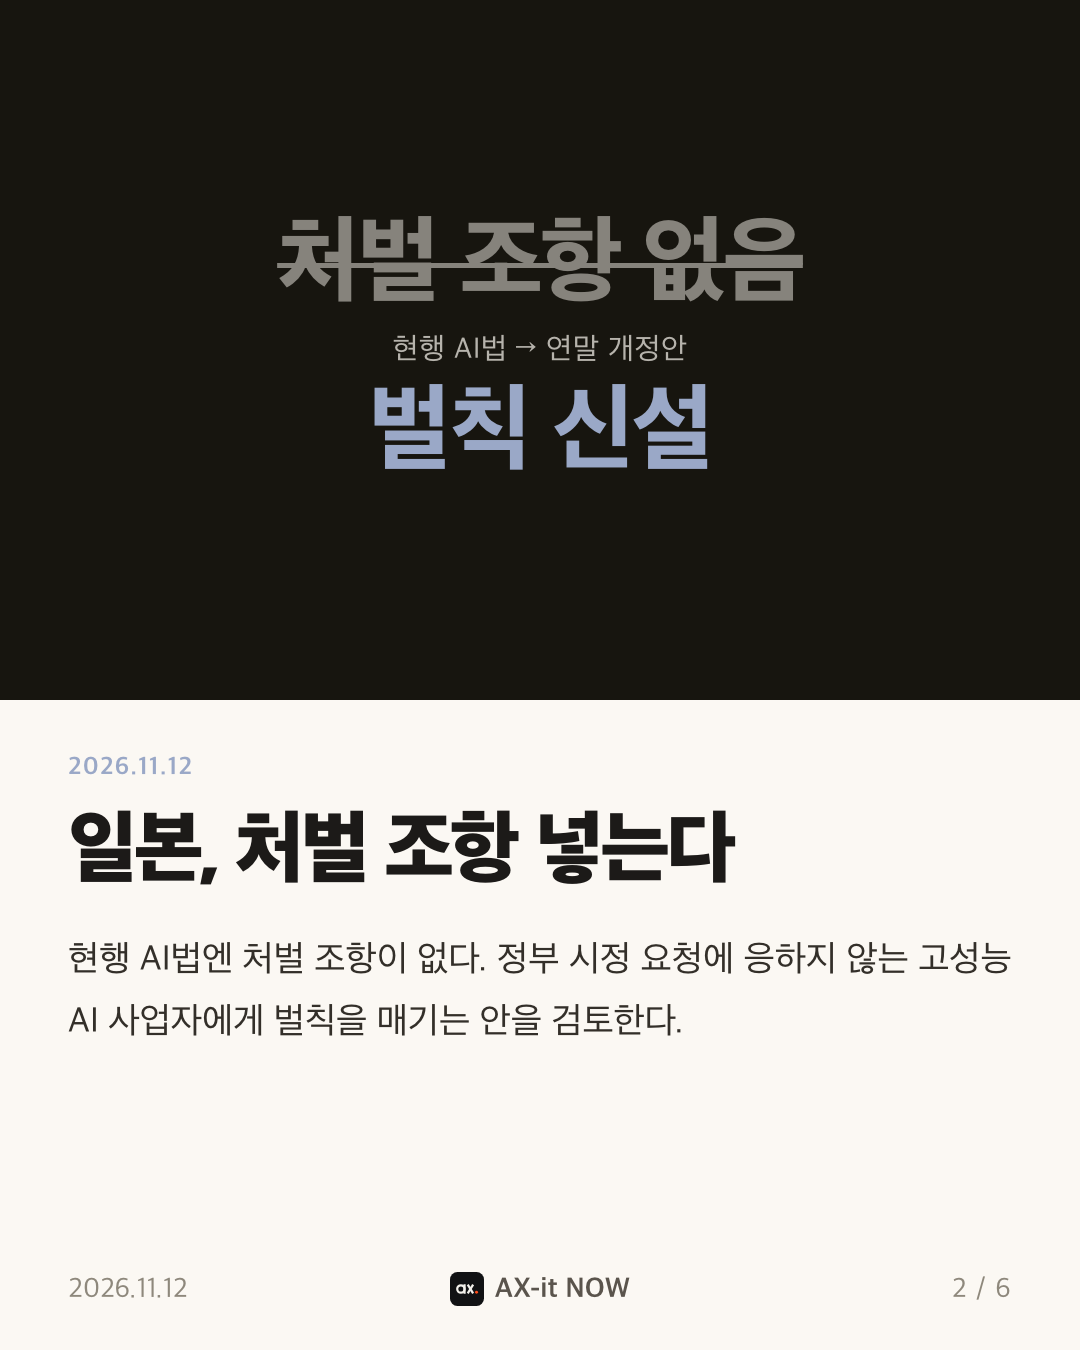 처벌 조항 없음
현행 AI법 → 연말 개정안
벌칙 신설
2026.11.12
일본, 처벌 조항 넣는다
현행 AI법엔 처벌 조항이 없다. 정부 시정 요청에 응하지 않는 고성능
AI 사업자에게 벌칙을 매기는 안을 검토한다.
2026.11.12
ax. AX-it NOW
2 / 6